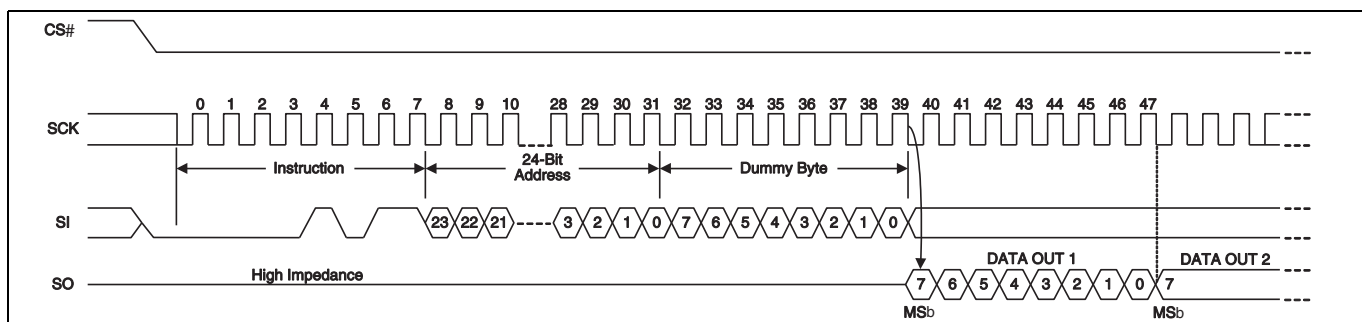 CS#
0 1 2 3 4 5 6 7 8 9 10 28 29 30 31 32 33 34 35 36 37 38 39 40 41 42 43 44 45 46 47
SCK
Instruction
24-Bit
Address
Dummy Byte
SI
23 22 21 3 2 1 0 7 6 5 4 3 2 1 0
High Impedance
DATA OUT 1
DATA OUT 2
SO
7 6 5 4 3 2 1 0 7
MSb
MSb